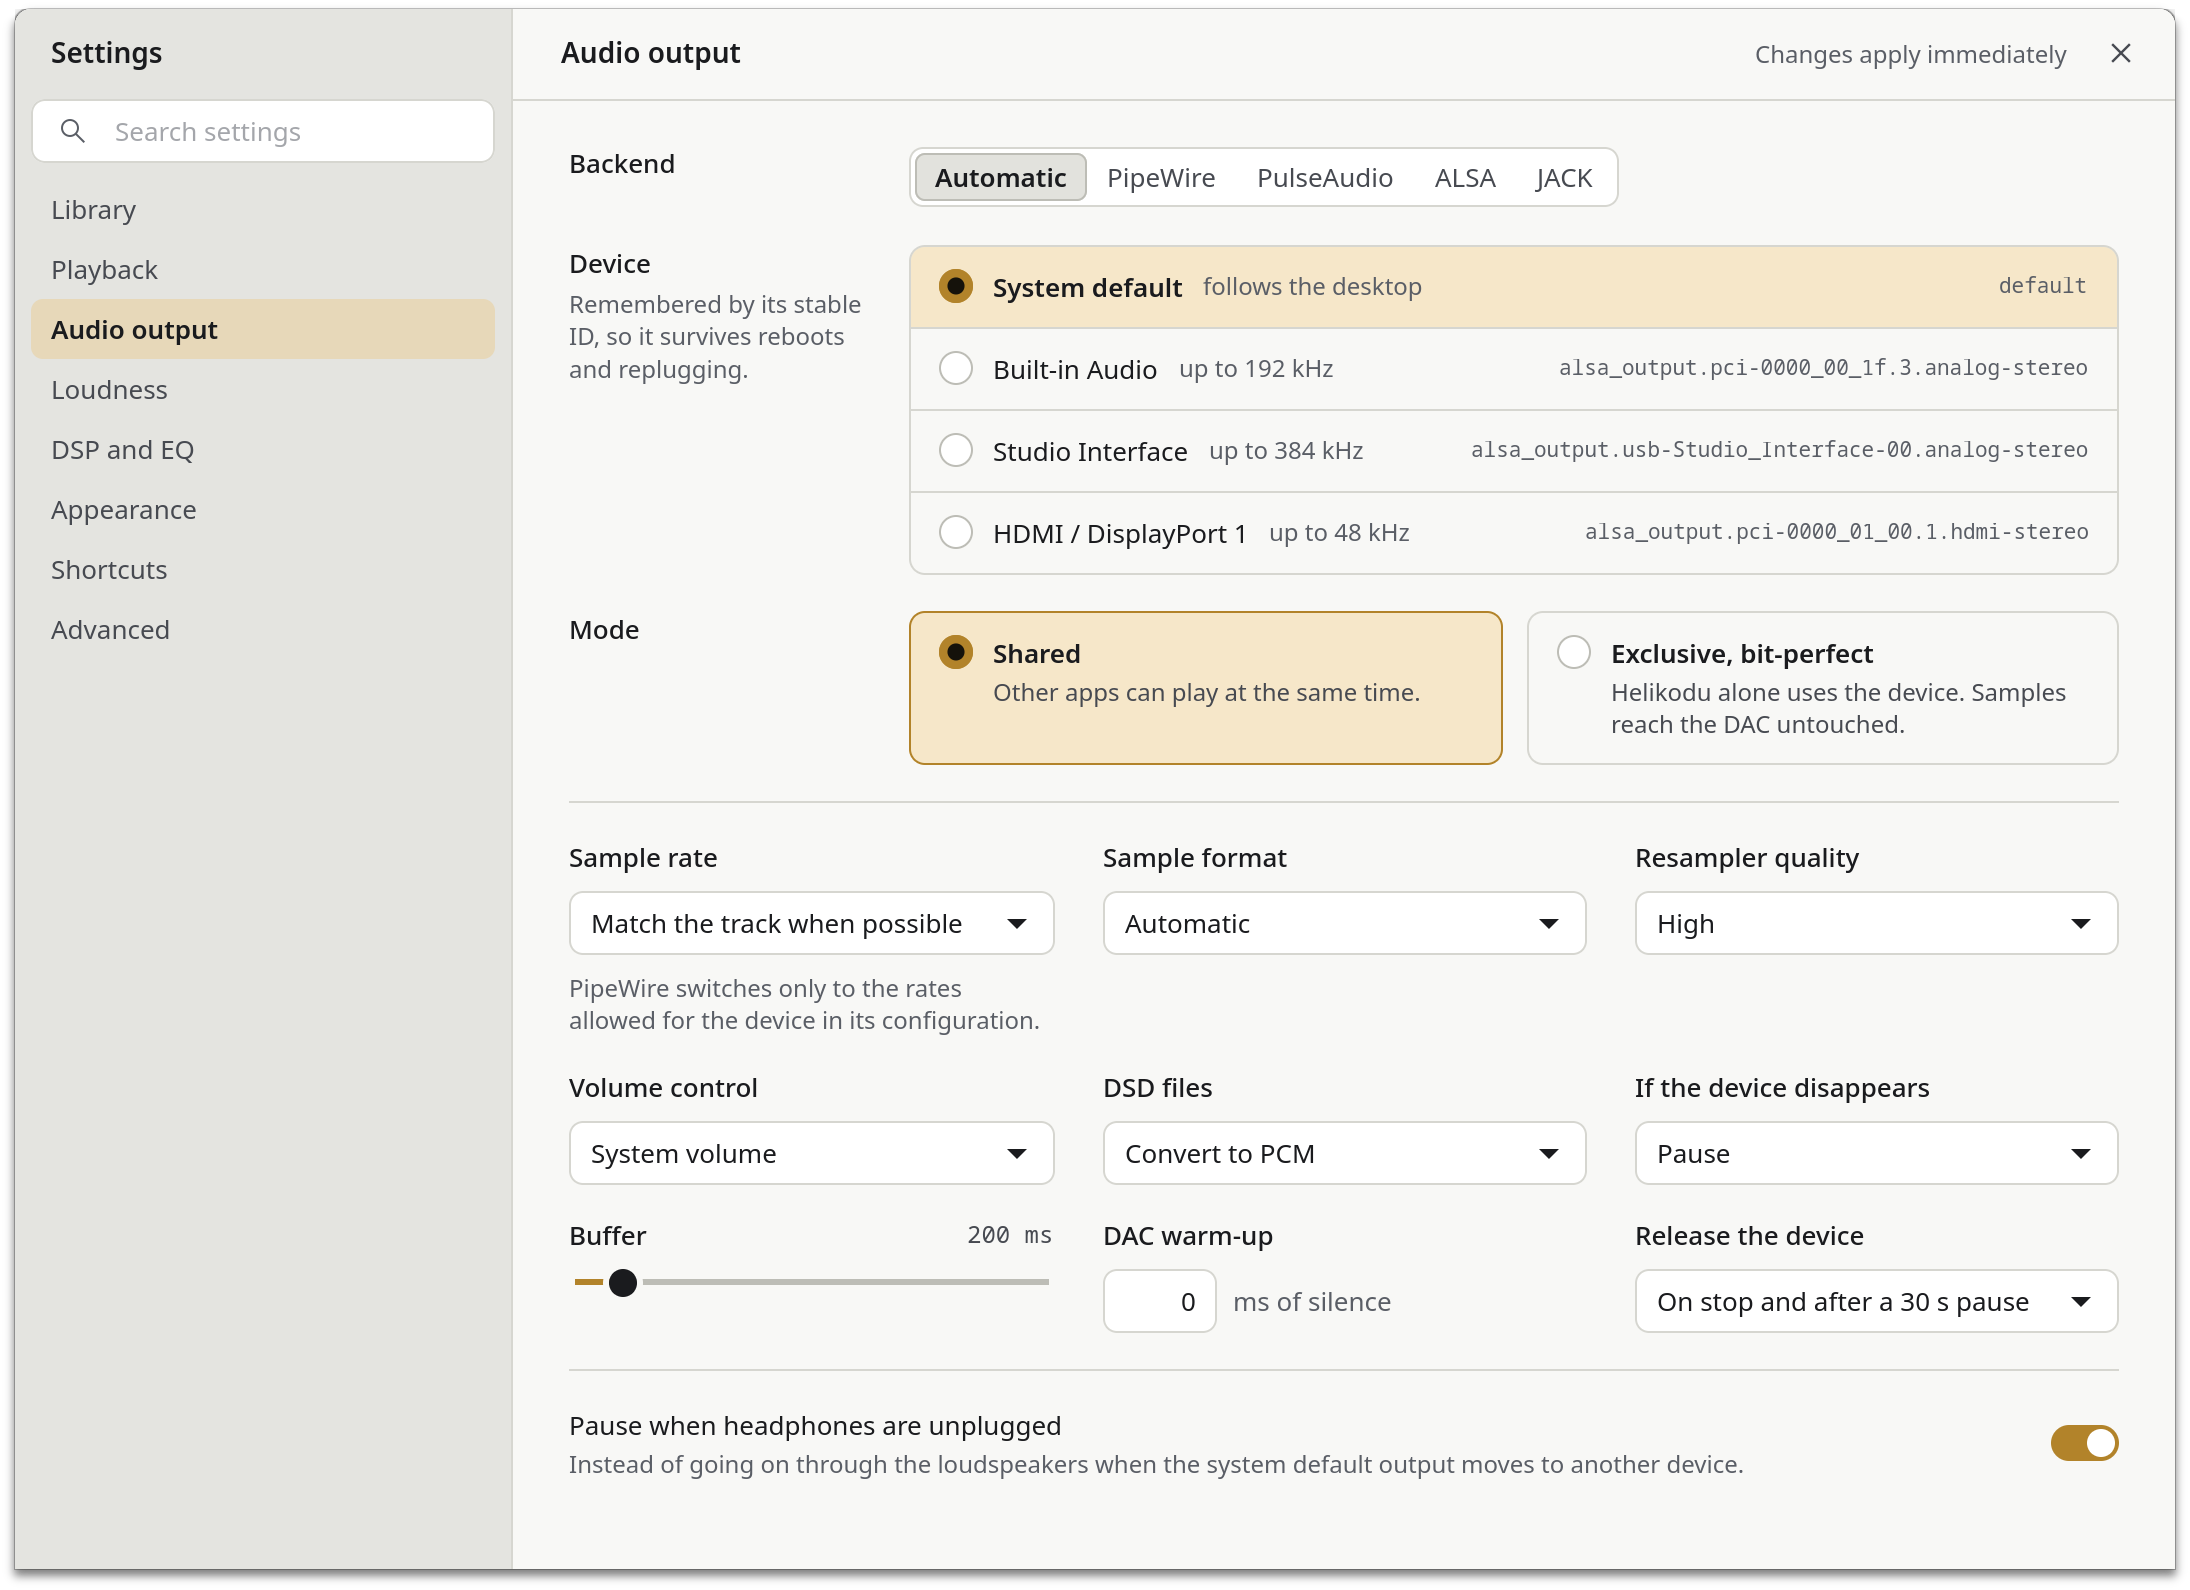 Settings
Search settings
Library
Playback
Audio output
Loudness
DSP and EQ
Appearance
Shortcuts
Advanced
Audio output
Changes apply immediately
Backend
Automatic PipeWire PulseAudio ALSA JACK
Device
Remembered by its stable
ID, so it survives reboots
and replugging.
System default follows the desktop default
Built-in Audio up to 192 kHz alsa_output.pci-0000_00_1f.3.analog-stereo
Studio Interface up to 384 kHz alsa_output.usb-Studio_Interface-00.analog-stereo
HDMI / DisplayPort 1 up to 48 kHz alsa_output.pci-0000_01_00.1.hdmi-stereo
Mode
Shared
Other apps can play at the same time.
Exclusive, bit-perfect
Helikodu alone uses the device. Samples
reach the DAC untouched.
Sample rate
Match the track when possible
PipeWire switches only to the rates
allowed for the device in its configuration.
Sample format
Automatic
Resampler quality
High
Volume control
System volume
DSD files
Convert to PCM
If the device disappears
Pause
Buffer 200 ms
DAC warm-up
0 ms of silence
Release the device
On stop and after a 30 s pause
Pause when headphones are unplugged
Instead of going on through the loudspeakers when the system default output moves to another device.